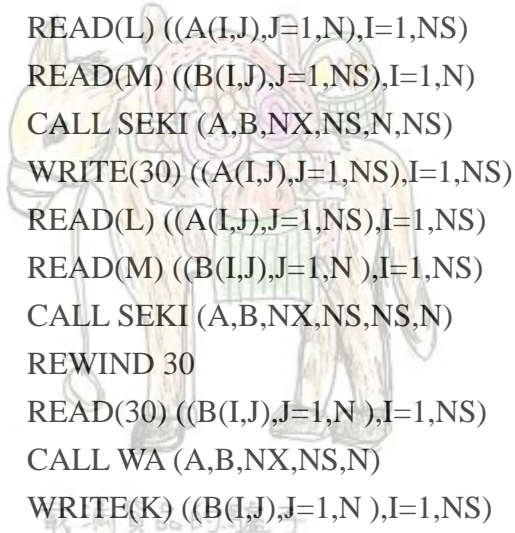 READ(L) ((A(I,J),J=1,N),I=1,NS)
READ(M) ((B(I,J),J=1,NS),I=1,N)
CALL SEKI (A,B,NX,NS,N,NS)
WRITE(30) ((A(I,J),J=1,NS),I=1,NS)
READ(L) ((A(I,J),J=1,NS),I=1,NS)
READ(M) ((B(I,J),J=1,N ),I=1,NS)
CALL SEKI (A,B,NX,NS,NS,N)
REWIND 30
READ(30) ((B(I,J),J=1,N ),I=1,NS)
CALL WA (A,B,NX,NS,N)
WRITE(K) ((B(I,J),J=1,N ),I=1,NS)